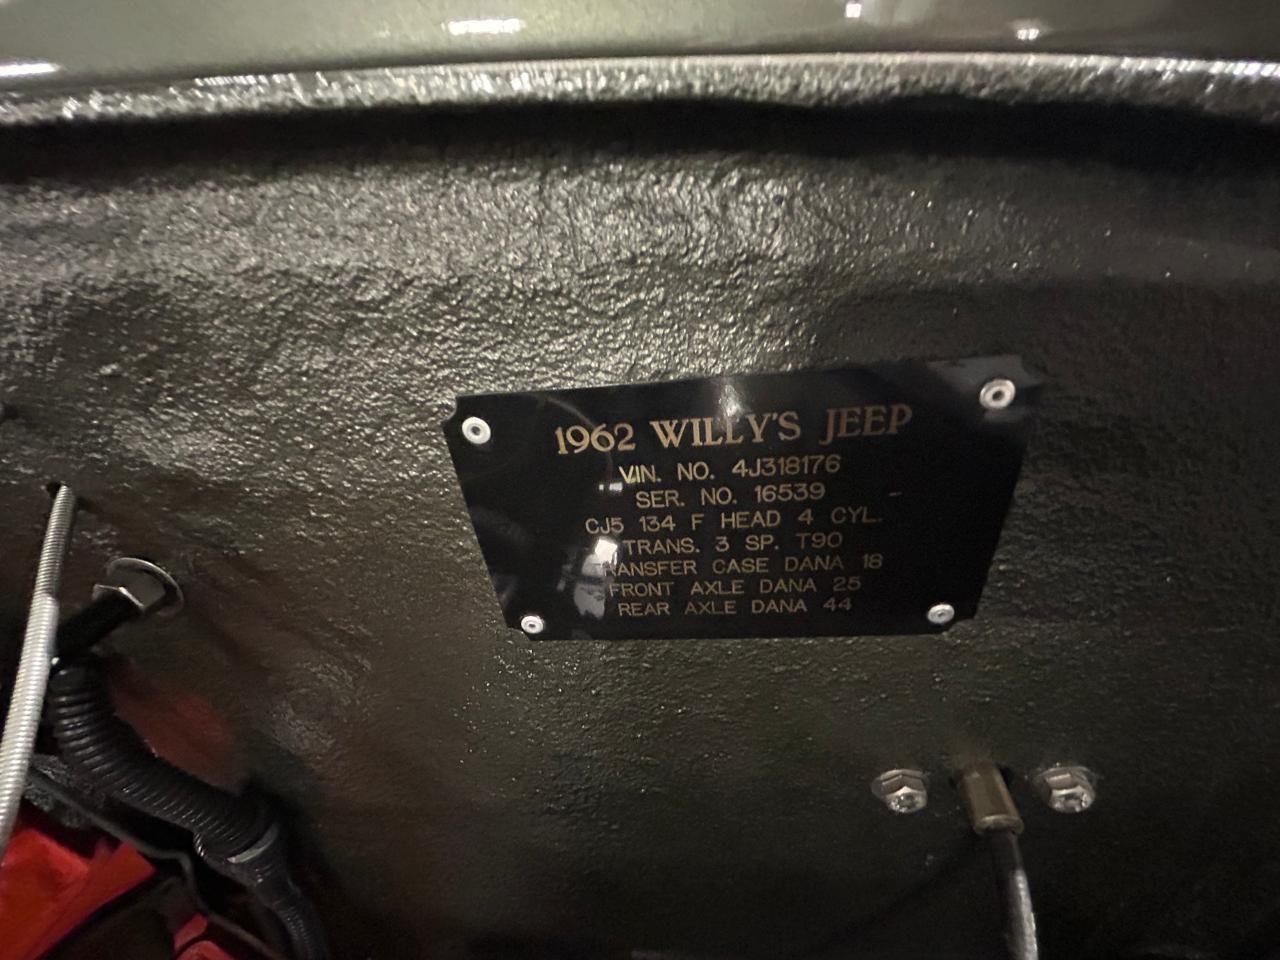 1962 WILLY'S JEEP
VIN. NO. 4J318176
SER. NO. 16539
CJ5 134 F HEAD 4 CYL.
TRANS. 3 SP. T90
RANSFER CASE DANA 18
FRONT AXLE DANA 25
REAR AXLE DANA 44